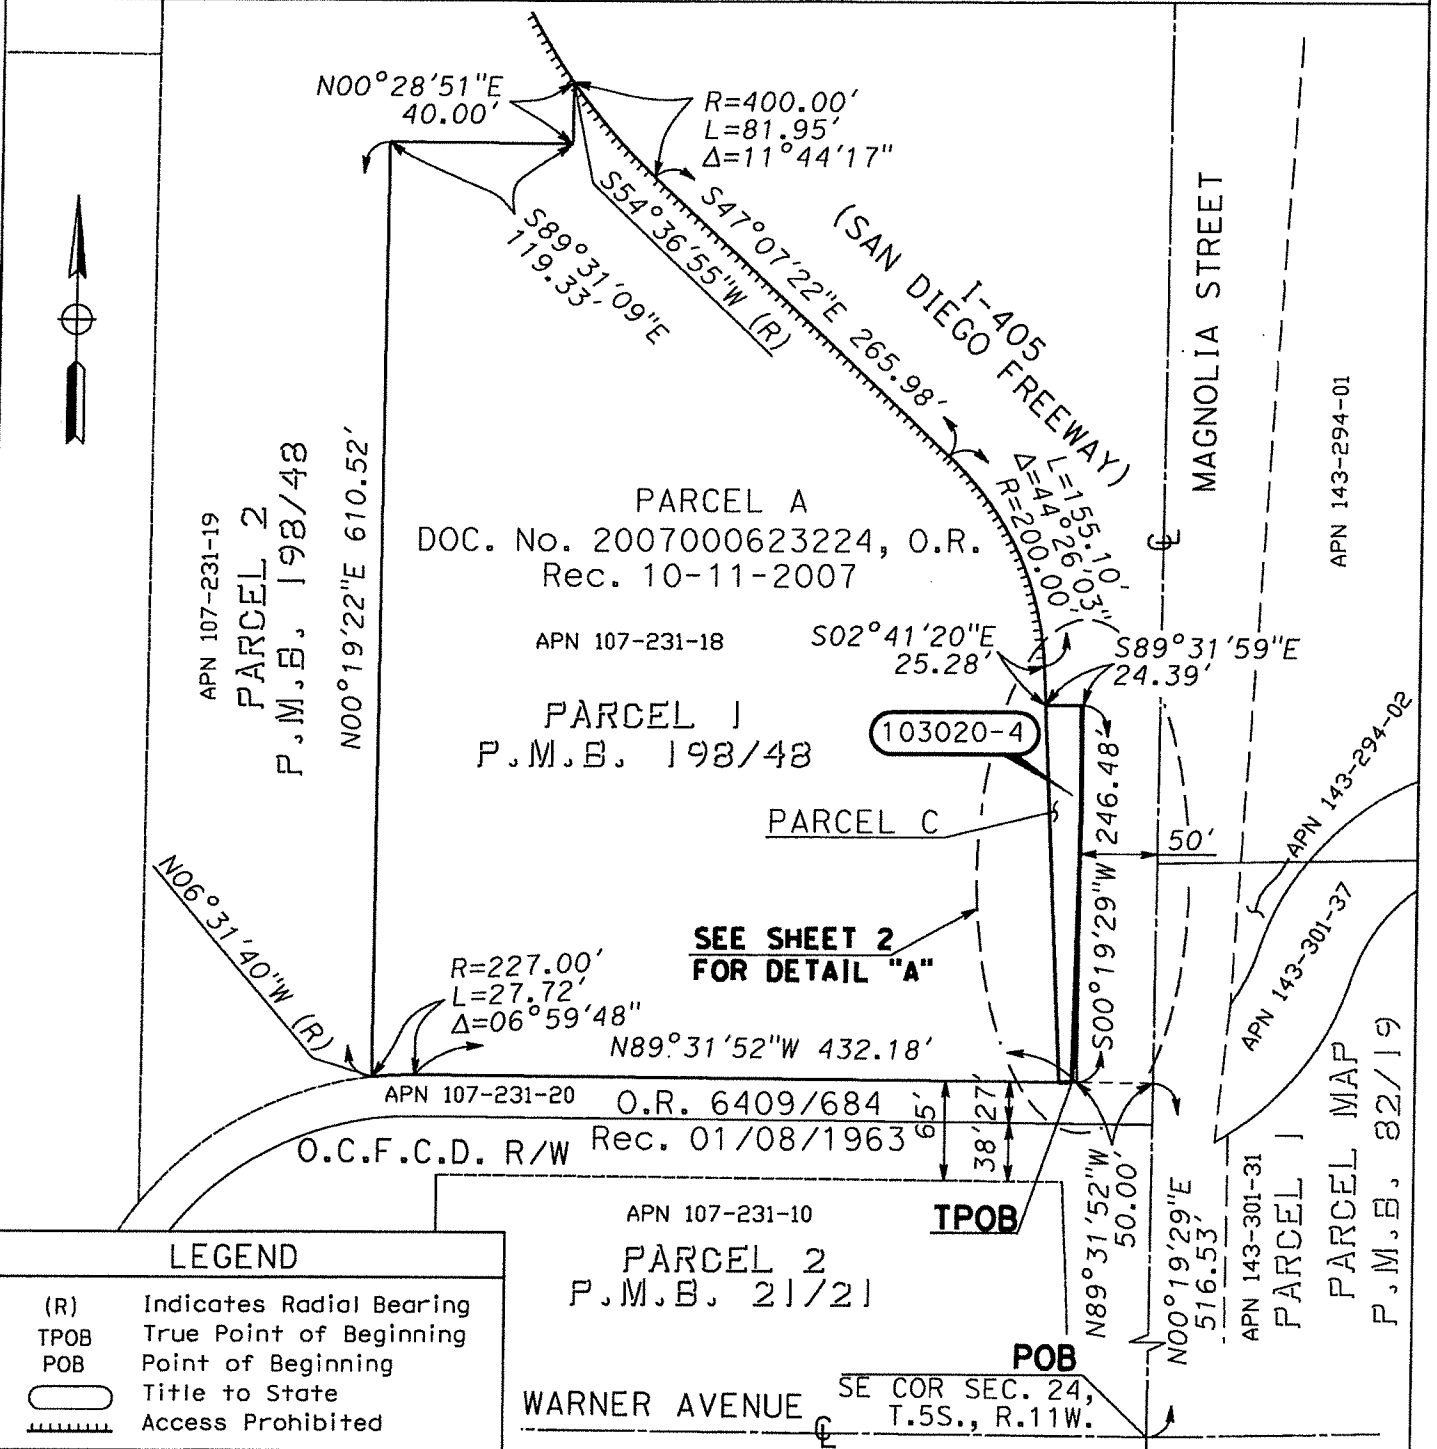 N00°28'51"E
40.00'
R=400.00'
L=81.95'
Δ=11°44'17"
S89°31'09"E
119.33'
S54°36'55"W (R)
S47°07'22"E 265.98'
I-405
(SAN DIEGO FREEWAY)
MAGNOLIA STREET
APN 143-294-01
L=155.10'
Δ=44°26'03"
R=200.00'
APN 107-231-19
PARCEL 2
P.M.B. 198/48
N00°19'22"E 610.52'
PARCEL A
DOC. No. 2007000623224, O.R.
Rec. 10-11-2007
APN 107-231-18
PARCEL 1
P.M.B. 198/48
S02°41'20"E
25.28'
S89°31'59"E
24.39'
103020-4
PARCEL C
S00°19'29"W 246.48'
50'
APN 143-294-02
APN 143-301-37
SEE SHEET 2
FOR DETAIL "A"
N06°31'40"W (R)
R=227.00'
L=27.72'
Δ=06°59'48"
N89°31'52"W 432.18'
APN 107-231-20
O.R. 6409/684
Rec. 01/08/1963
O.C.F.C.D. R/W
65'
27'
38'
APN 107-231-10
PARCEL 2
P.M.B. 21/21
TPOB
N89°31'52"W
50.00'
N00°19'29"E
516.53'
APN 143-301-31
PARCEL 1
PARCEL MAP
P.M.B. 82/19
POB
SE COR SEC. 24,
T.5S., R.11W.
WARNER AVENUE
LEGEND
(R) Indicates Radial Bearing
TPOB True Point of Beginning
POB Point of Beginning
Title to State
Access Prohibited